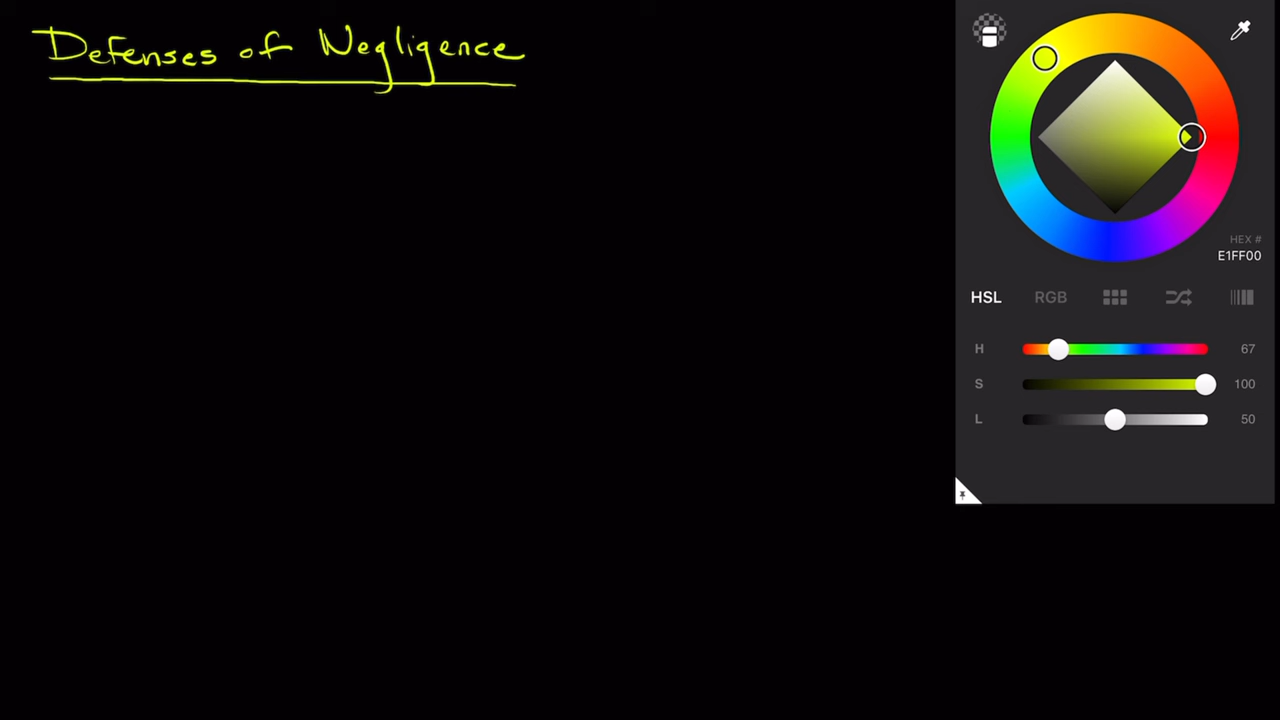 Defenses of Negligence
HEX #
E1FF00
HSL RGB
H 67
S 100
L 50